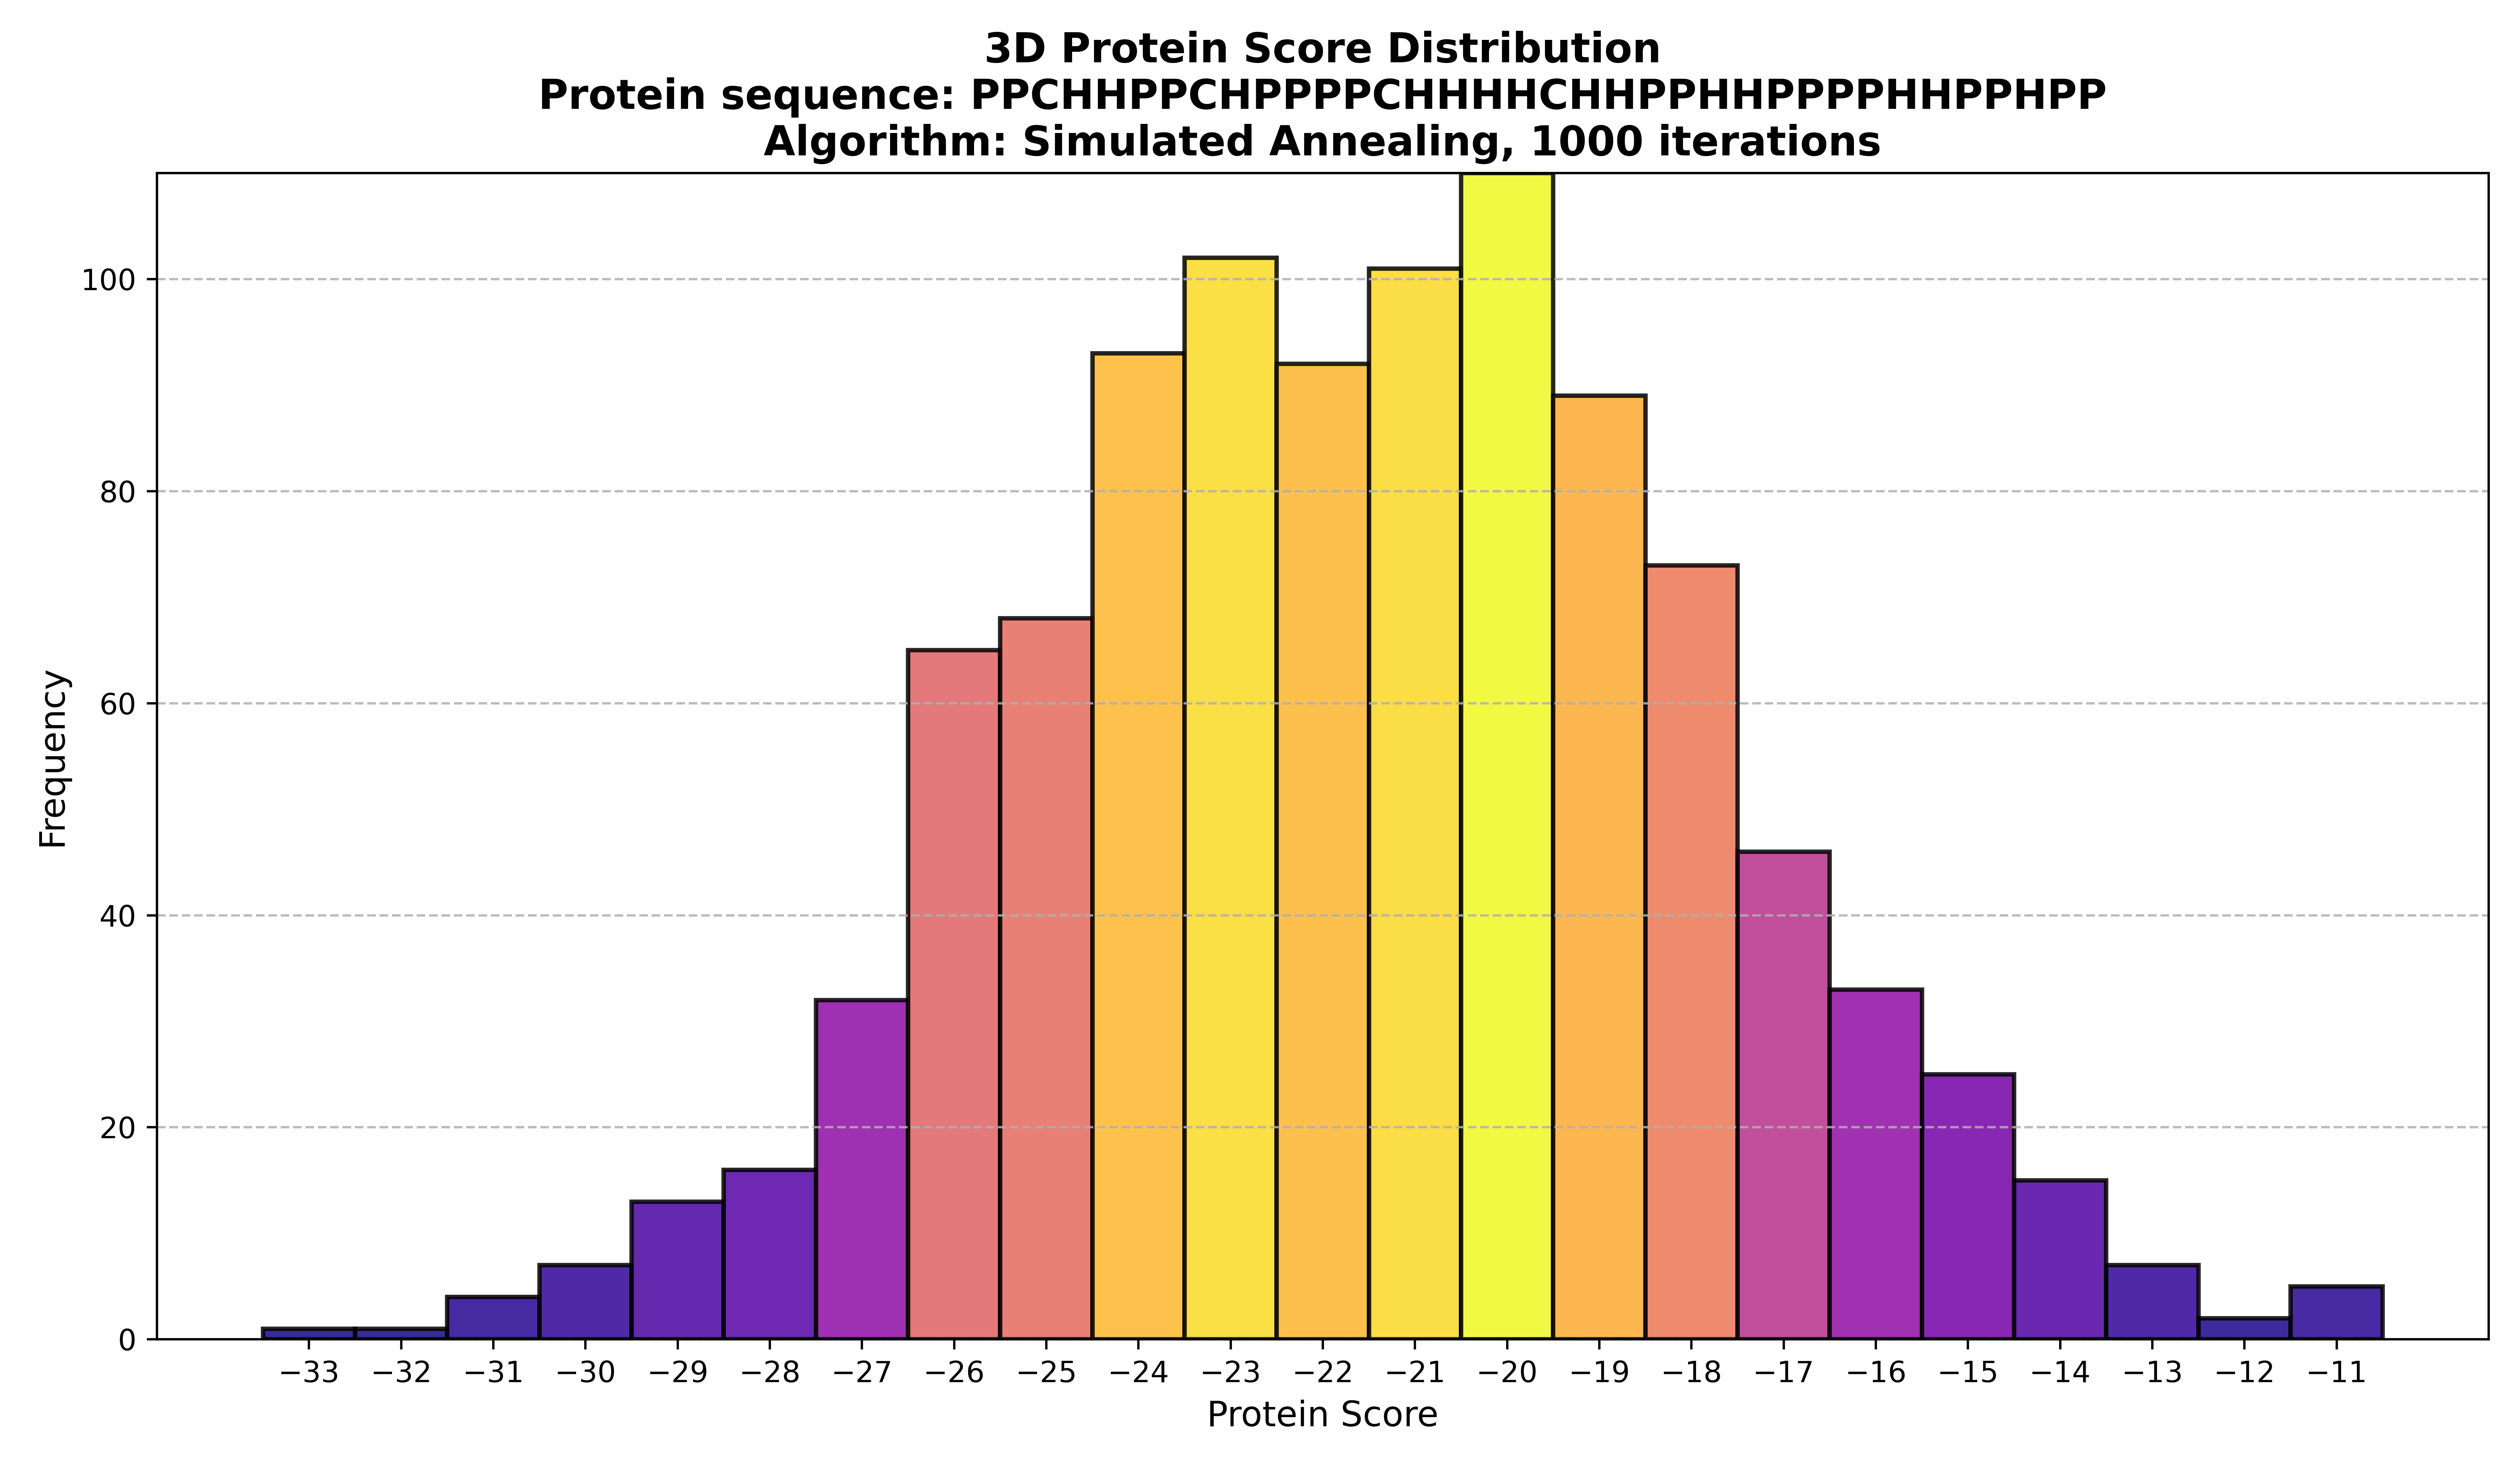 3D Protein Score Distribution
Protein sequence: PPCHHPPCHPPPPCHHHHCHHPPHHPPPPHHPPHPP
Algorithm: Simulated Annealing, 1000 iterations
100
80
60
40
20
0
Frequency
−33 −32 −31 −30 −29 −28 −27 −26 −25 −24 −23 −22 −21 −20 −19 −18 −17 −16 −15 −14 −13 −12 −11
Protein Score